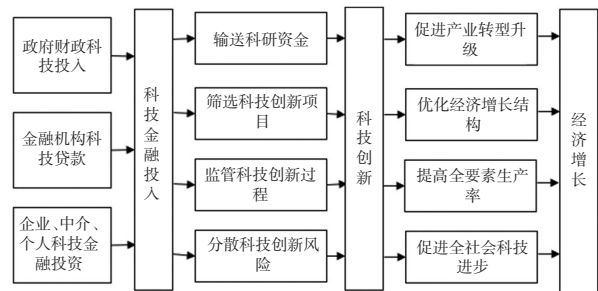 政府财政科
技投入
金融机构科
技贷款
企业、中介、
个人科技金
融投资
科技金融投入
输送科研资金
筛选科技创新项
目
监管科技创新过
程
分散科技创新风
险
科技创新
促进产业转型升
级
优化经济增长结
构
提高全要素生产
率
促进全社会科技
进步
经济增长